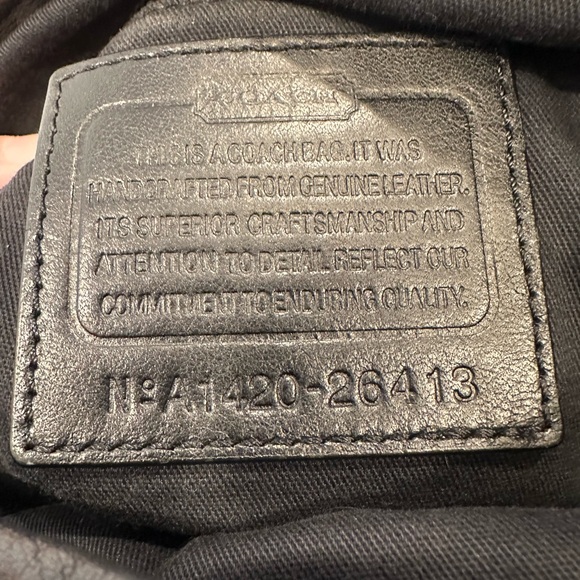 COACH
THIS IS A COACH BAG. IT WAS
HANDCRAFTED FROM GENUINE LEATHER.
ITS SUPERIOR CRAFTSMANSHIP AND
ATTENTION TO DETAIL REFLECT OUR
COMMITMENT TO ENDURING QUALITY.
Nº A1420-26413